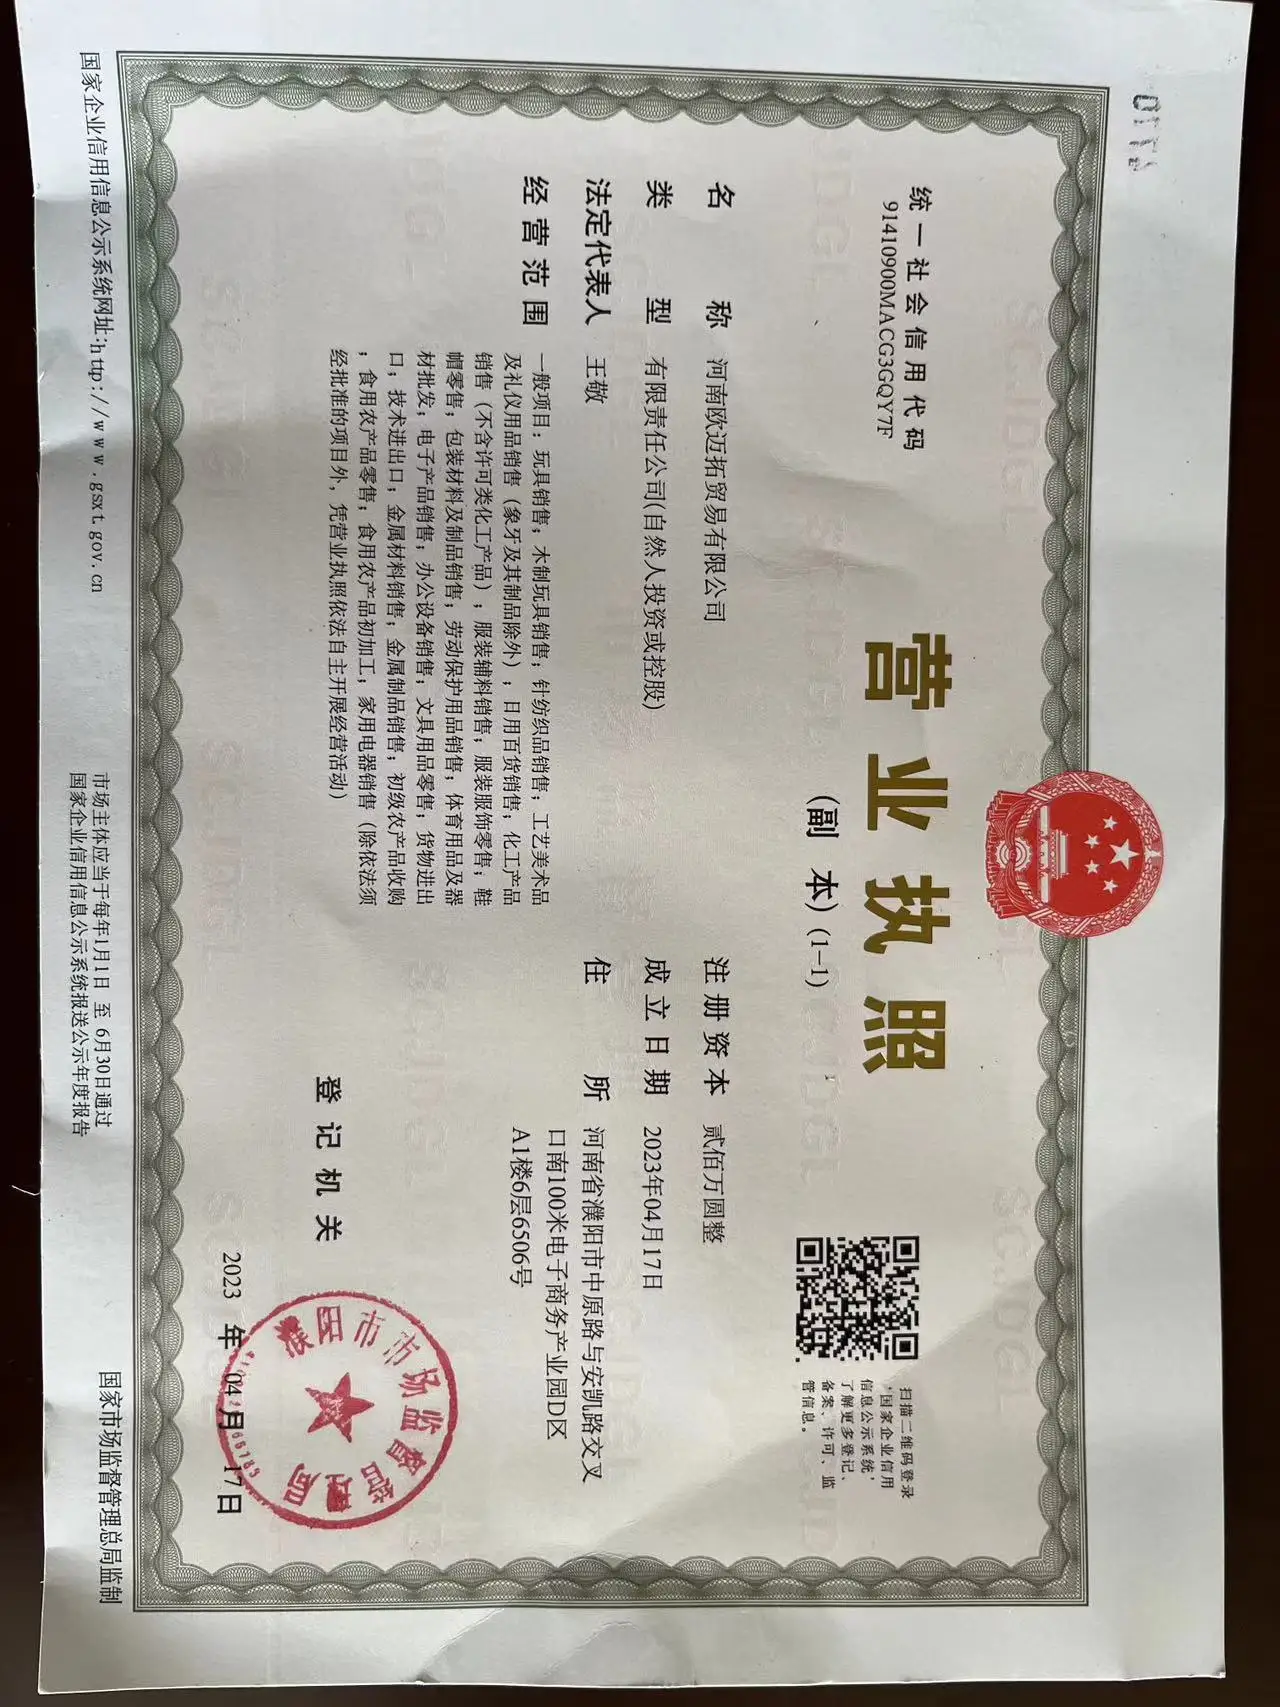 统一社会信用代码
91410900MACG3GQY7F
营业执照
(副本)(1-1)
扫描二维码登录
‘国家企业信用
信息公示系统’
了解更多登记、
备案、许可、监
管信息。
名称 河南欧迈拓贸易有限公司
类型 有限责任公司(自然人投资或控股)
法定代表人 王敬
经营范围 一般项目：玩具销售；木制玩具销售；针纺织品销售；工艺美术品
及礼仪用品销售（象牙及其制品除外）；日用百货销售；化工产品
销售（不含许可类化工产品）；服装辅料销售；服装服饰零售；鞋
帽零售；包装材料及制品销售；劳动保护用品销售；体育用品及器
材批发；电子产品销售；办公设备销售；文具用品零售；货物进出
口；技术进出口；金属材料销售；金属制品销售；初级农产品收购
；食用农产品零售；食用农产品初加工；家用电器销售（除依法须
经批准的项目外，凭营业执照依法自主开展经营活动）
注册资本 贰佰万圆整
成立日期 2023年04月17日
住所 河南省濮阳市中原路与安凯路交叉
口南100米电子商务产业园D区
A1楼6层6506号
登记机关
濮阳市市场监督管理局
2023年04月17日
国家企业信用信息公示系统网址:http://www.gsxt.gov.cn
市场主体应当于每年1月1日 至 6月30日通过
国家企业信用信息公示系统报送公示年度报告
国家市场监督管理总局监制